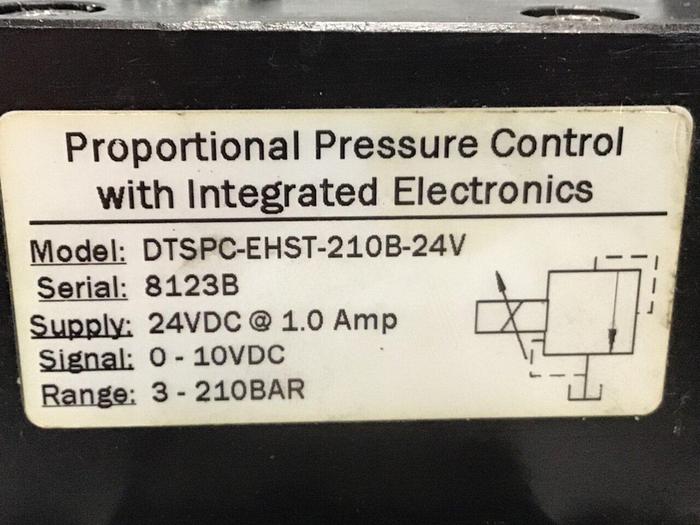 Proportional Pressure Control
with Integrated Electronics
Model: DTSPC-EHST-210B-24V
Serial: 8123B
Supply: 24VDC @ 1.0 Amp
Signal: 0 - 10VDC
Range: 3 - 210BAR